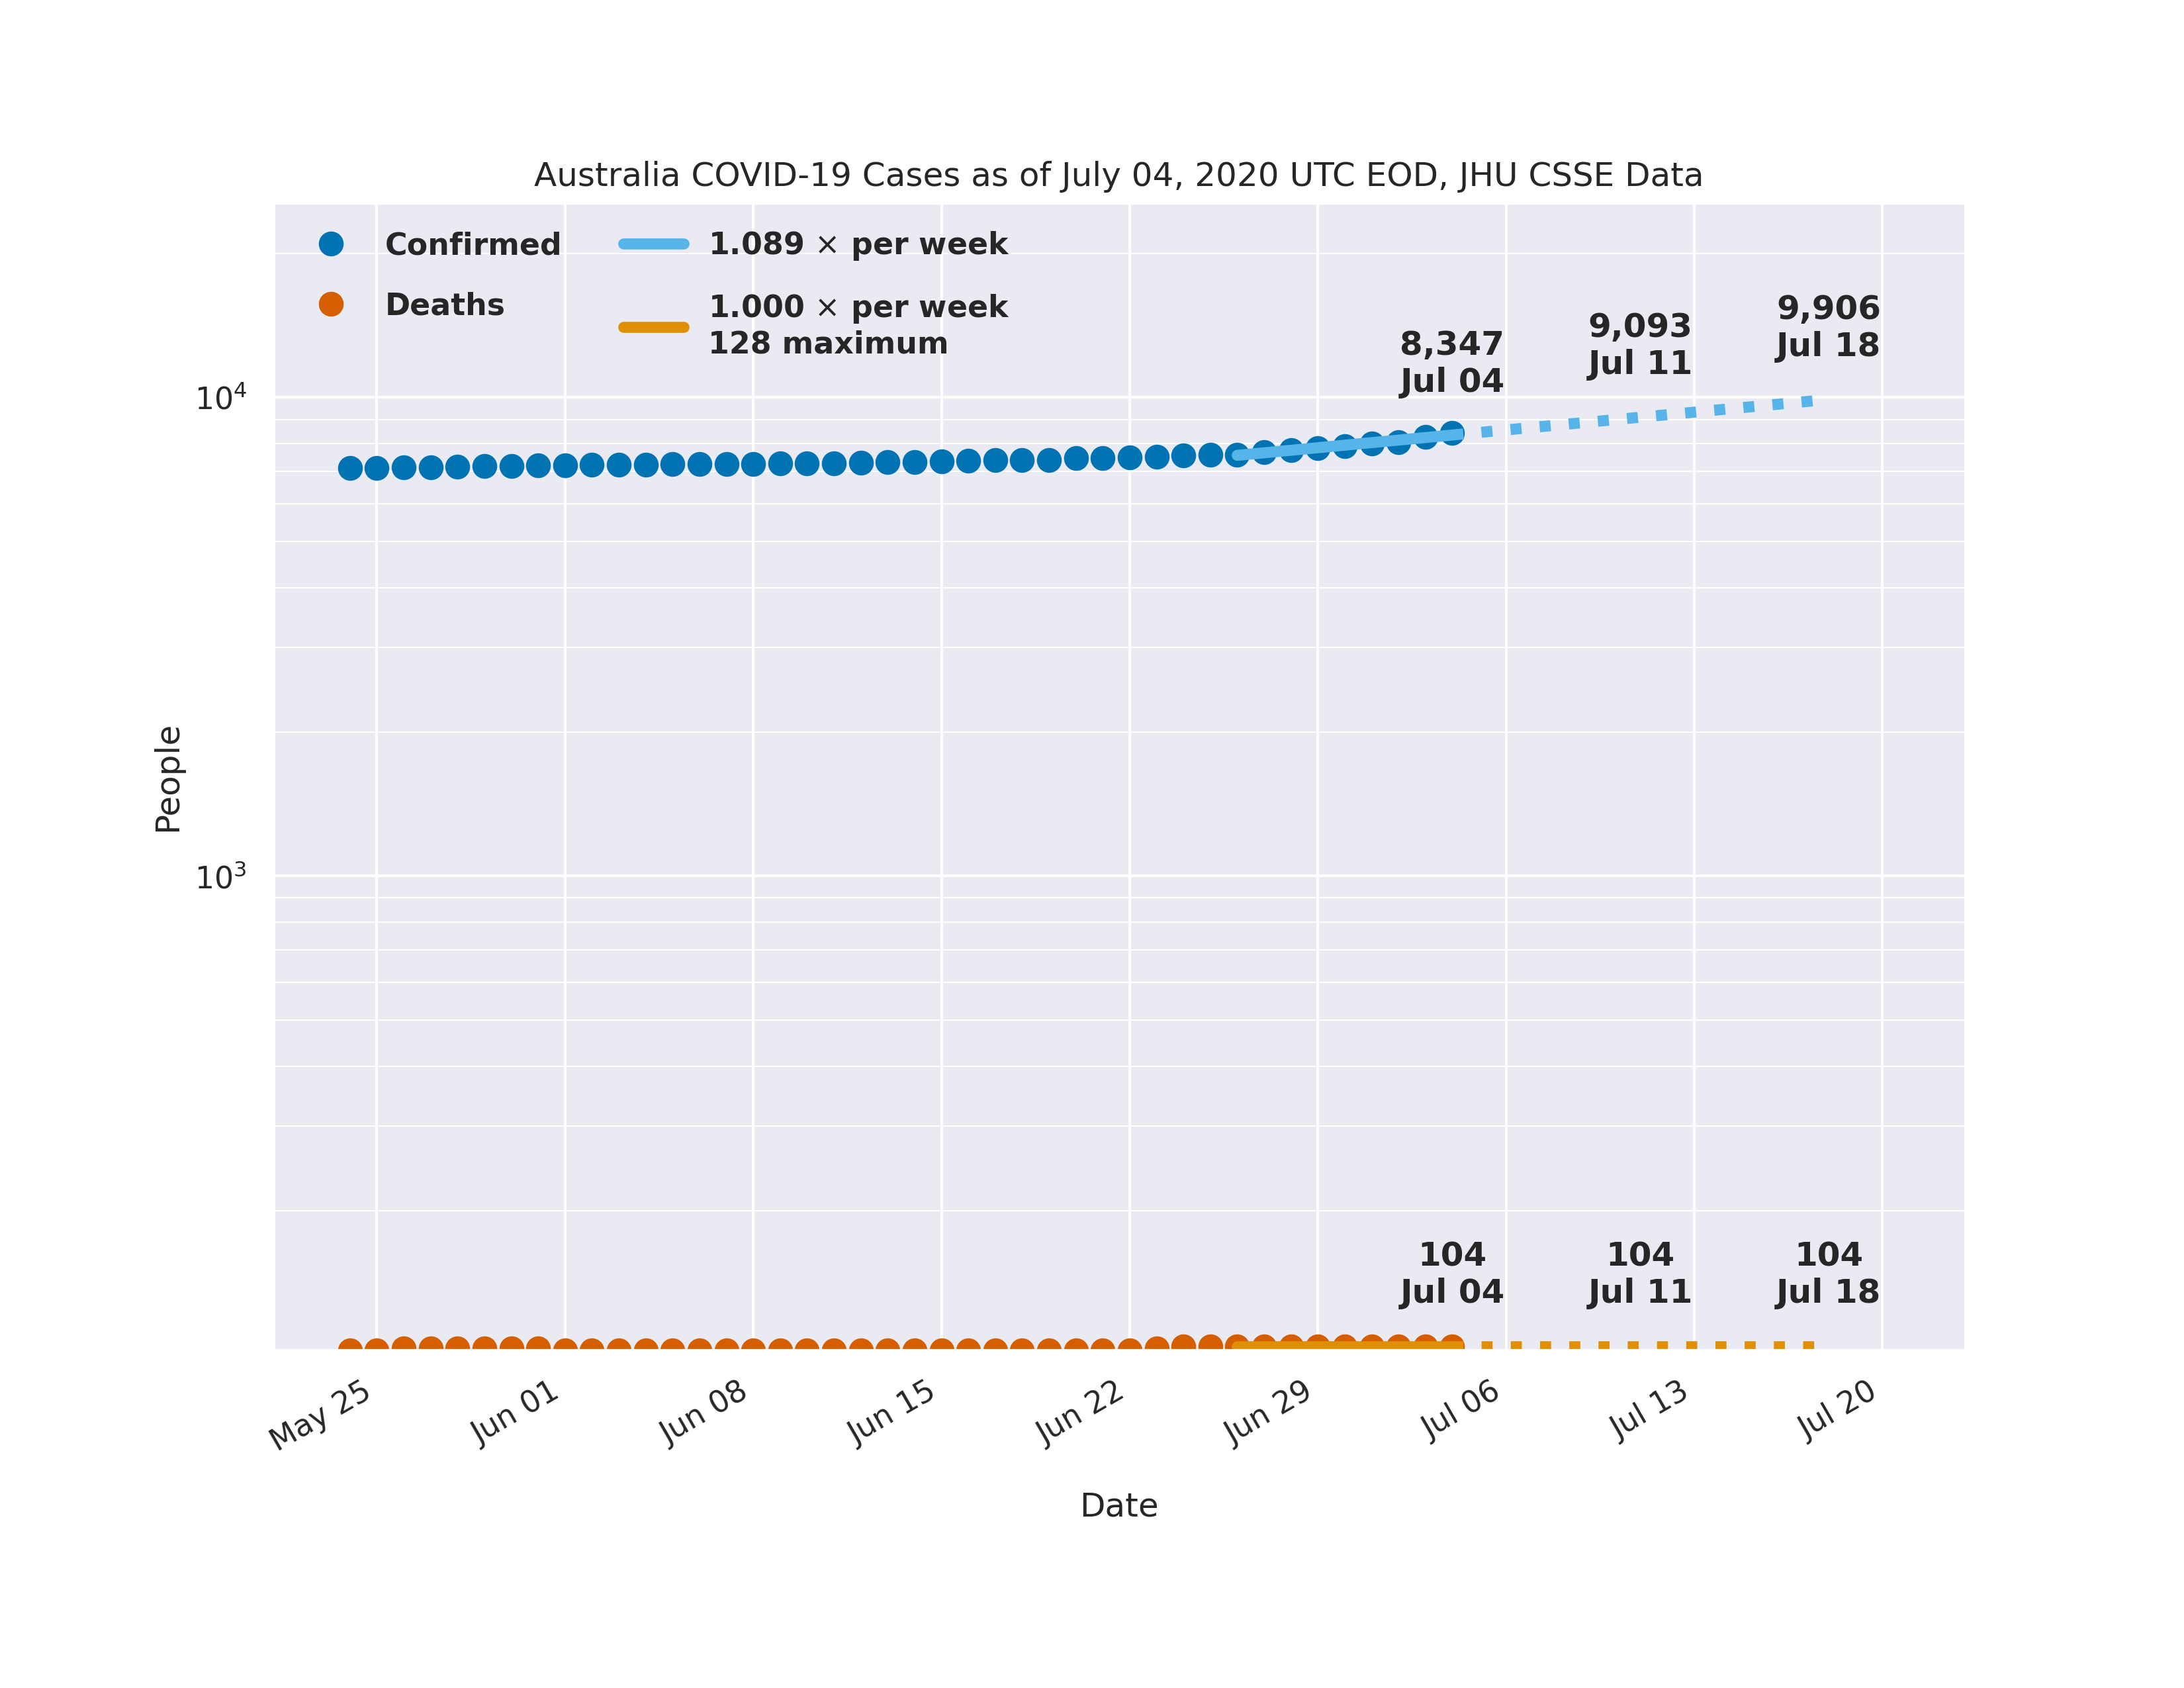 Australia COVID-19 Cases as of July 04, 2020 UTC EOD, JHU CSSE Data
Confirmed
Deaths
1.089 × per week
1.000 × per week
128 maximum
8,347
Jul 04
9,093
Jul 11
9,906
Jul 18
10⁴
10³
People
104
Jul 04
104
Jul 11
104
Jul 18
May 25
Jun 01
Jun 08
Jun 15
Jun 22
Jun 29
Jul 06
Jul 13
Jul 20
Date